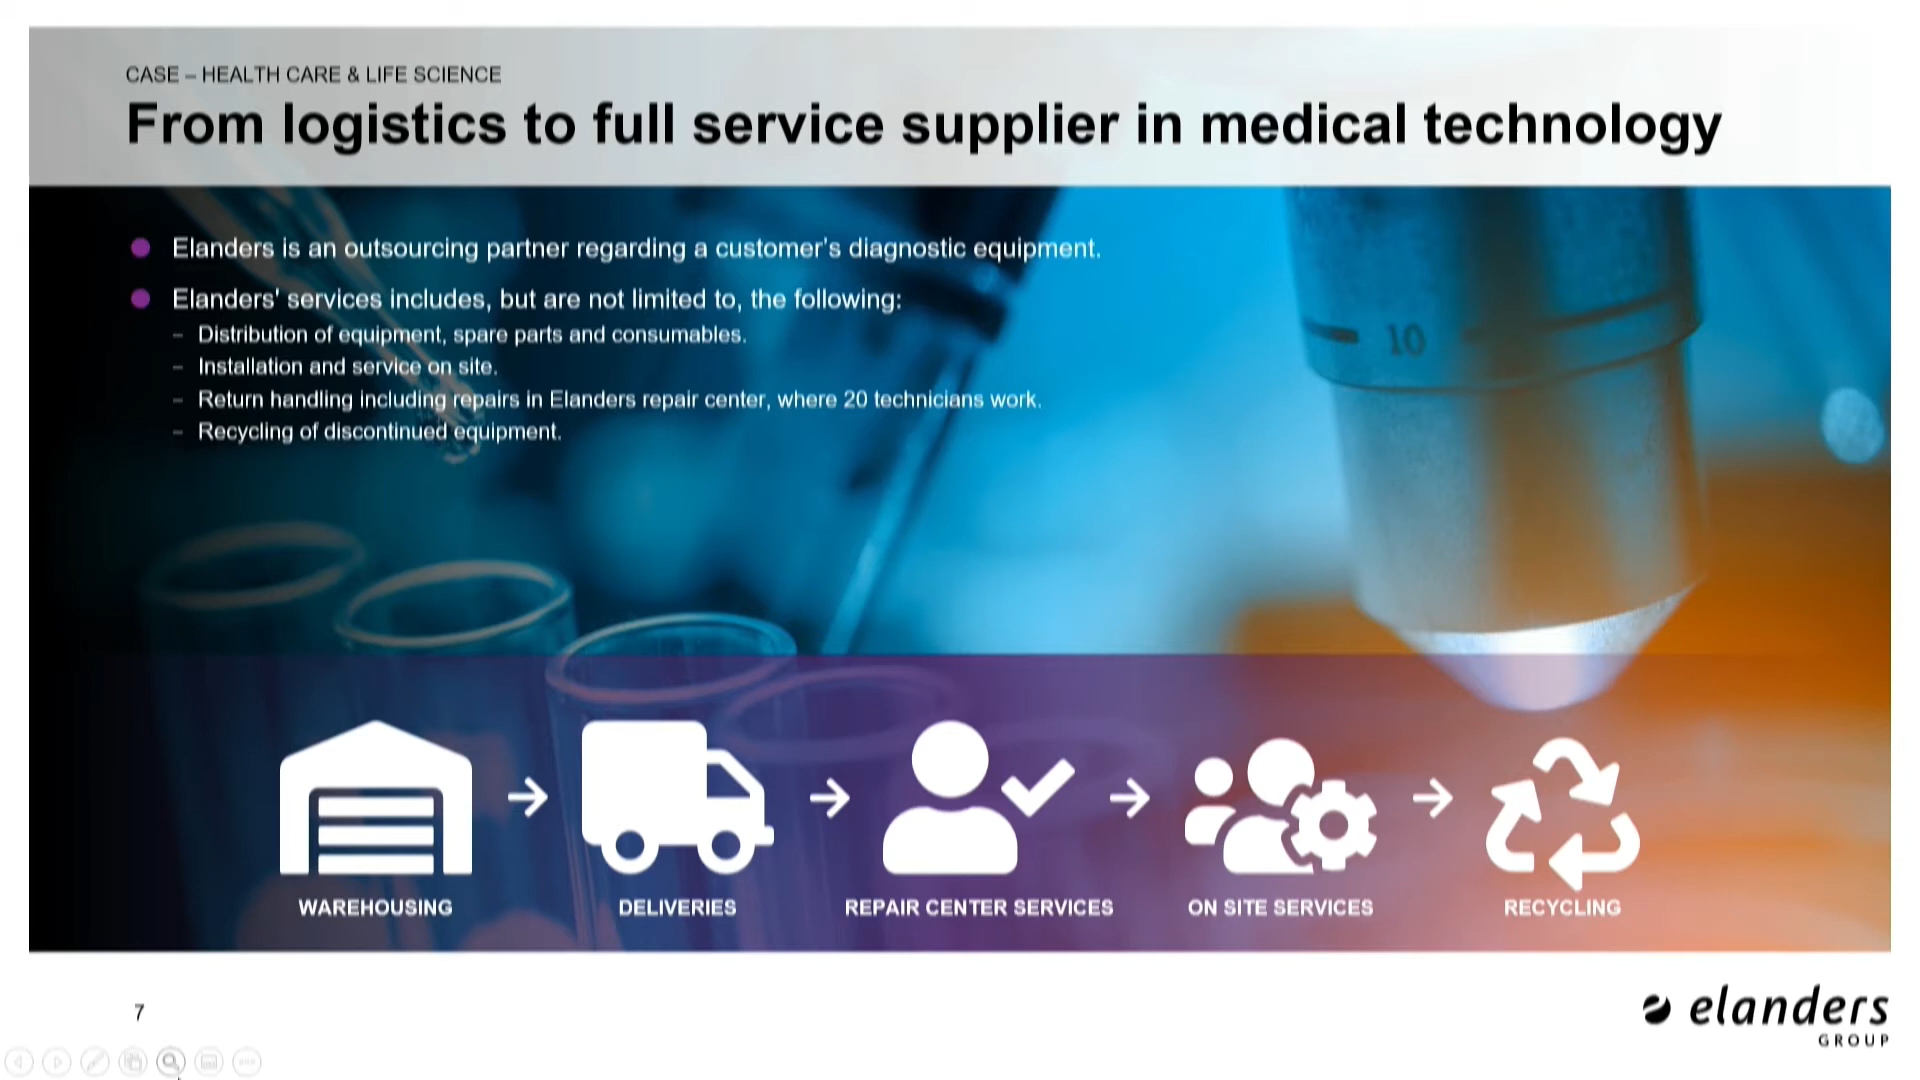 CASE – HEALTH CARE & LIFE SCIENCE
From logistics to full service supplier in medical technology
Elanders is an outsourcing partner regarding a customer's diagnostic equipment.
Elanders' services includes, but are not limited to, the following:
– Distribution of equipment, spare parts and consumables.
– Installation and service on site.
– Return handling including repairs in Elanders repair center, where 20 technicians work.
– Recycling of discontinued equipment.
10
WAREHOUSING
DELIVERIES
REPAIR CENTER SERVICES
ON SITE SERVICES
RECYCLING
7
elanders
GROUP